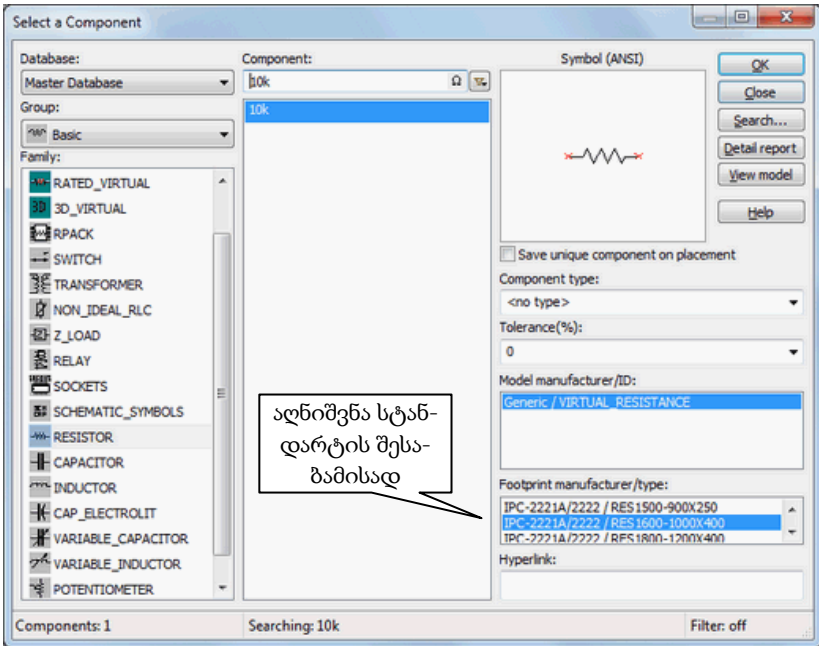 Select a Component
Database:
Master Database
Group:
Basic
Family:
RATED_VIRTUAL
3D_VIRTUAL
RPACK
SWITCH
TRANSFORMER
NON_IDEAL_RLC
Z_LOAD
RELAY
SOCKETS
SCHEMATIC_SYMBOLS
RESISTOR
CAPACITOR
INDUCTOR
CAP_ELECTROLIT
VARIABLE_CAPACITOR
VARIABLE_INDUCTOR
POTENTIOMETER
Component:
10k Ω
10k
აღნიშვნა სტან-
დარტის შესა-
ბამისად
Symbol (ANSI)
Save unique component on placement
Component type:
<no type>
Tolerance(%):
0
Model manufacturer/ID:
Generic / VIRTUAL_RESISTANCE
Footprint manufacturer/type:
IPC-2221A/2222 / RES1500-900X250
IPC-2221A/2222 / RES1600-1000X400
IPC-2221A/2222 / RES1800-1200X400
Hyperlink:
OK
Close
Search...
Detail report
View model
Help
Components: 1
Searching: 10k
Filter: off